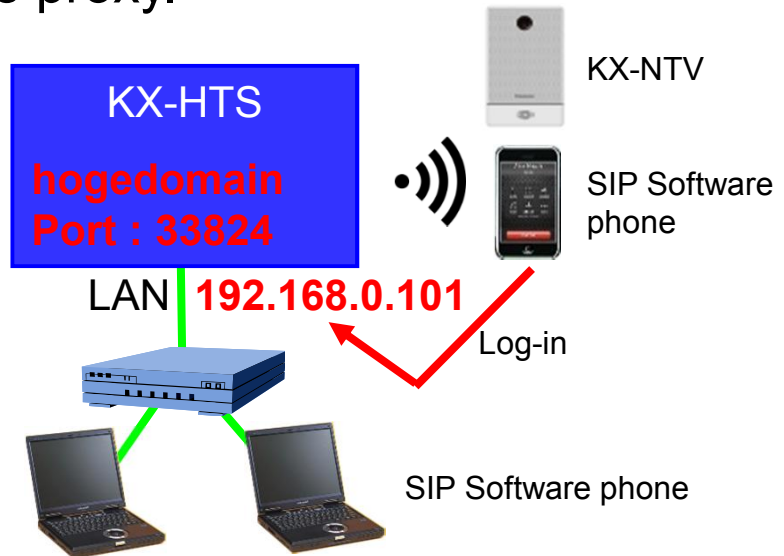 proxy.
KX-HTS
hogedomain
Port : 33824
KX-NTV
SIP Software
phone
LAN 192.168.0.101
Log-in
SIP Software phone